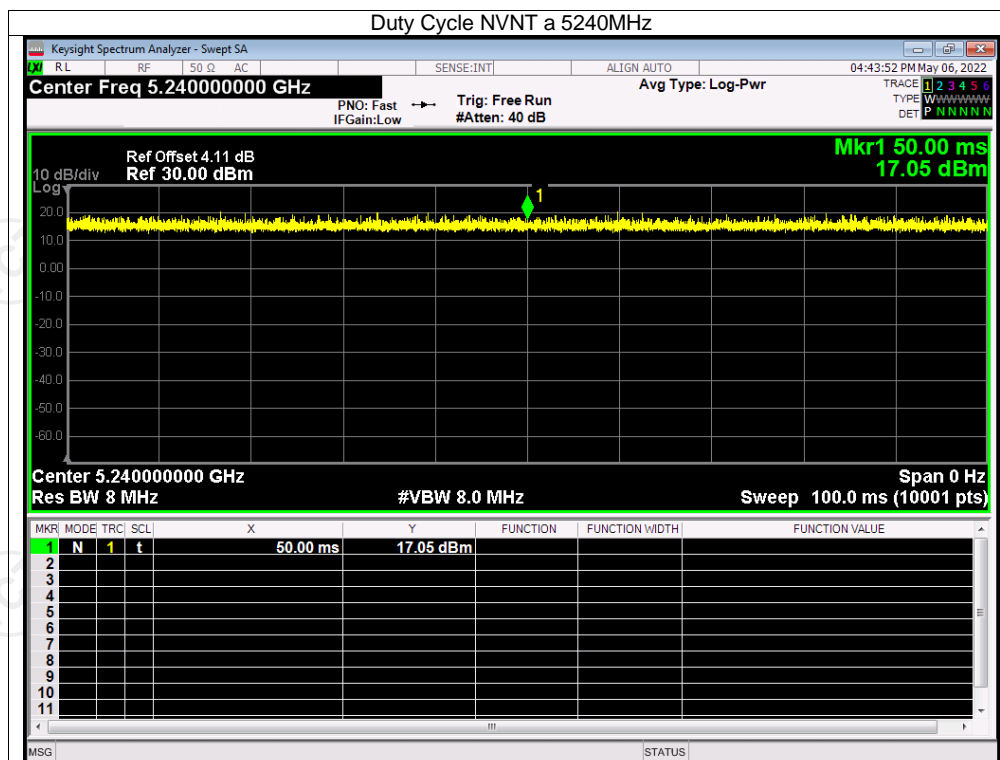 Duty Cycle NVNT a 5240MHz
Keysight Spectrum Analyzer - Swept SA
LXI RL RF 50 Ω AC SENSE:INT ALIGN AUTO 04:43:52 PM May 06, 2022
Center Freq 5.240000000 GHz Avg Type: Log-Pwr TRACE 1 2 3 4 5 6
PNO: Fast Trig: Free Run TYPE WWWWWW
IFGain:Low #Atten: 40 dB DET P N N N N N
Ref Offset 4.11 dB Mkr1 50.00 ms
10 dB/div Ref 30.00 dBm 17.05 dBm
Log
1
20.0
10.0
0.00
-10.0
-20.0
-30.0
-40.0
-50.0
-60.0
Center 5.240000000 GHz Span 0 Hz
Res BW 8 MHz #VBW 8.0 MHz Sweep 100.0 ms (10001 pts)
MKR MODE TRC SCL X Y FUNCTION FUNCTION WIDTH FUNCTION VALUE
1 N 1 t 50.00 ms 17.05 dBm
2
3
4
5
6
7
8
9
10
11
MSG STATUS